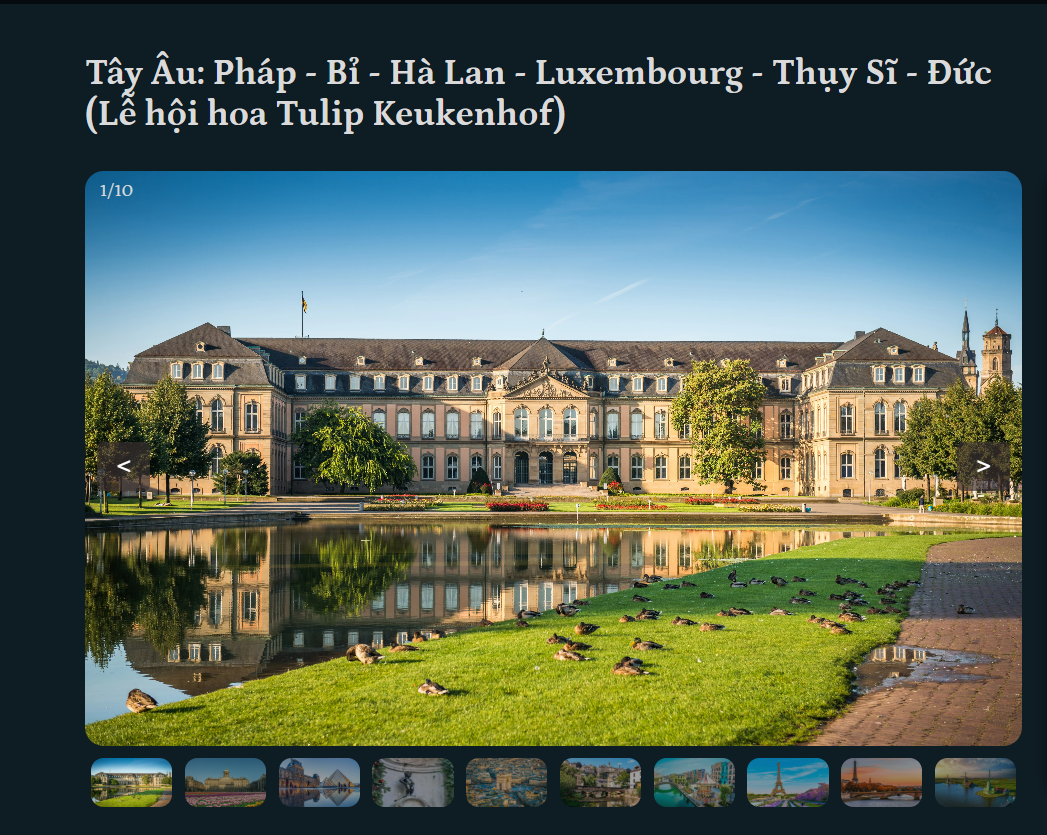 Tây Âu: Pháp - Bỉ - Hà Lan - Luxembourg - Thụy Sĩ - Đức
(Lễ hội hoa Tulip Keukenhof)
1/10
<
>